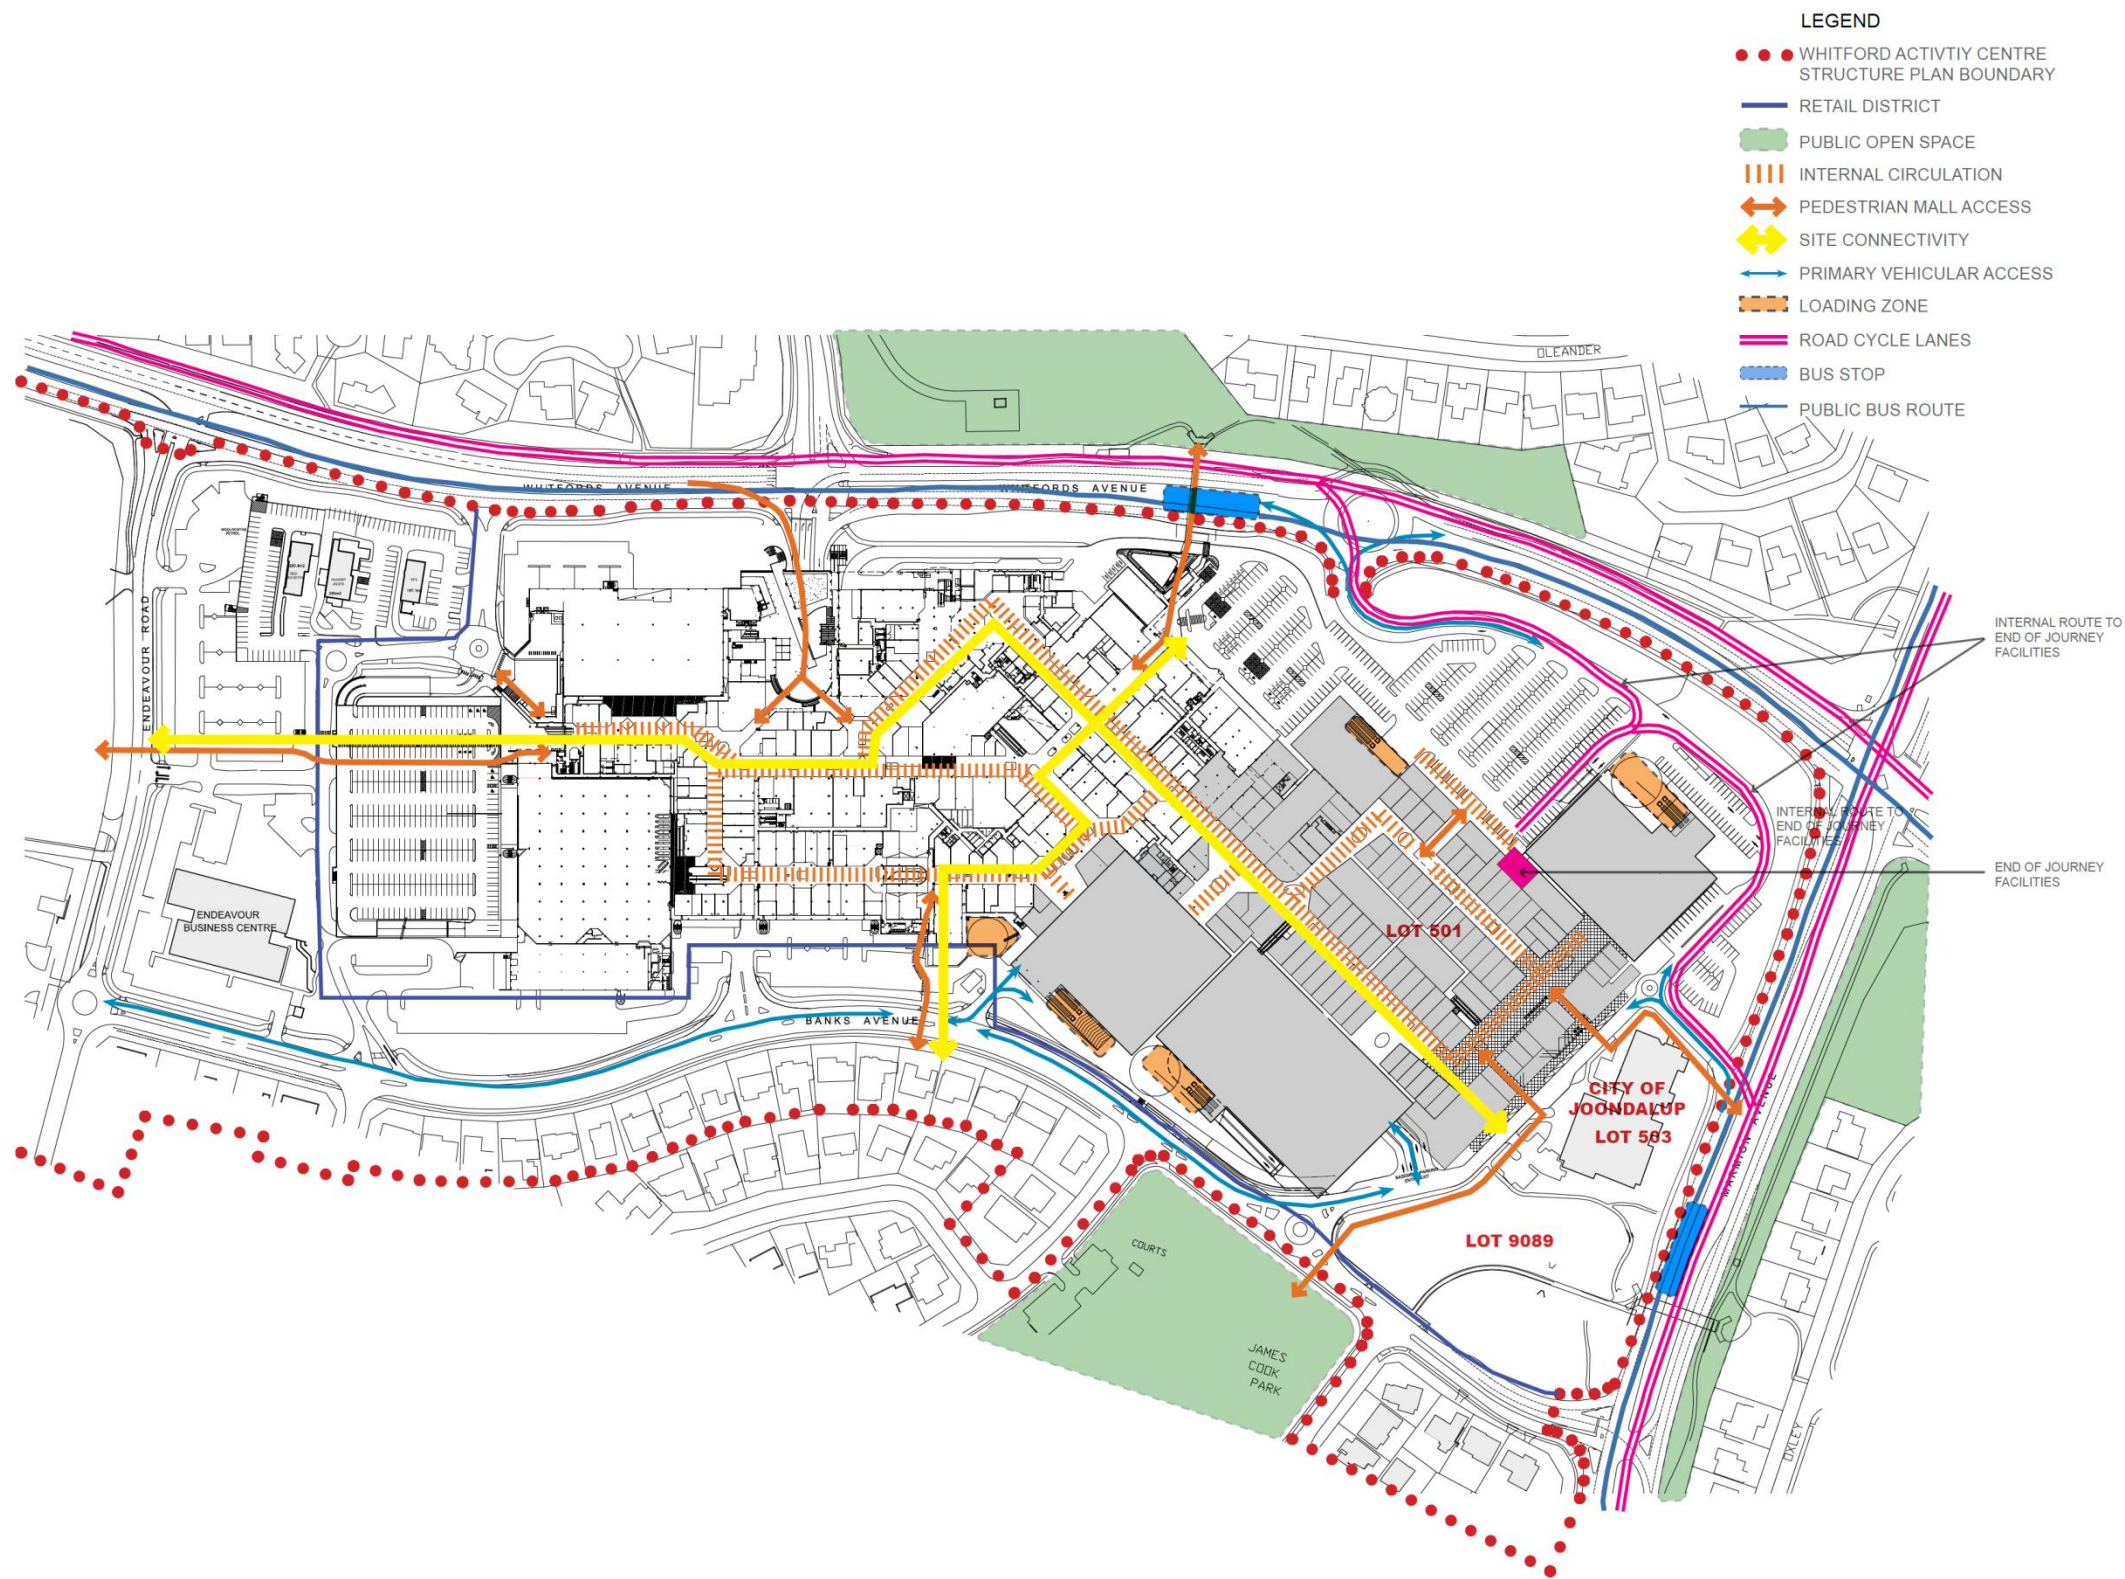 LEGEND
WHITFORD ACTIVTIY CENTRE
STRUCTURE PLAN BOUNDARY
RETAIL DISTRICT
PUBLIC OPEN SPACE
INTERNAL CIRCULATION
PEDESTRIAN MALL ACCESS
SITE CONNECTIVITY
PRIMARY VEHICULAR ACCESS
LOADING ZONE
ROAD CYCLE LANES
BUS STOP
PUBLIC BUS ROUTE
OLEANDER
WHITFORDS AVENUE
WHITFORDS AVENUE
ENDEAVOUR ROAD
INTERNAL ROUTE TO
END OF JOURNEY
FACILITIES
INTERNAL ROUTE TO
END OF JOURNEY
FACILITIES
END OF JOURNEY
FACILITIES
ENDEAVOUR
BUSINESS CENTRE
LOT 501
BANKS AVENUE
CITY OF
JOONDALUP
LOT 503
MARMION AVENUE
LOT 9089
COURTS
JAMES
COOK
PARK
OXLEY